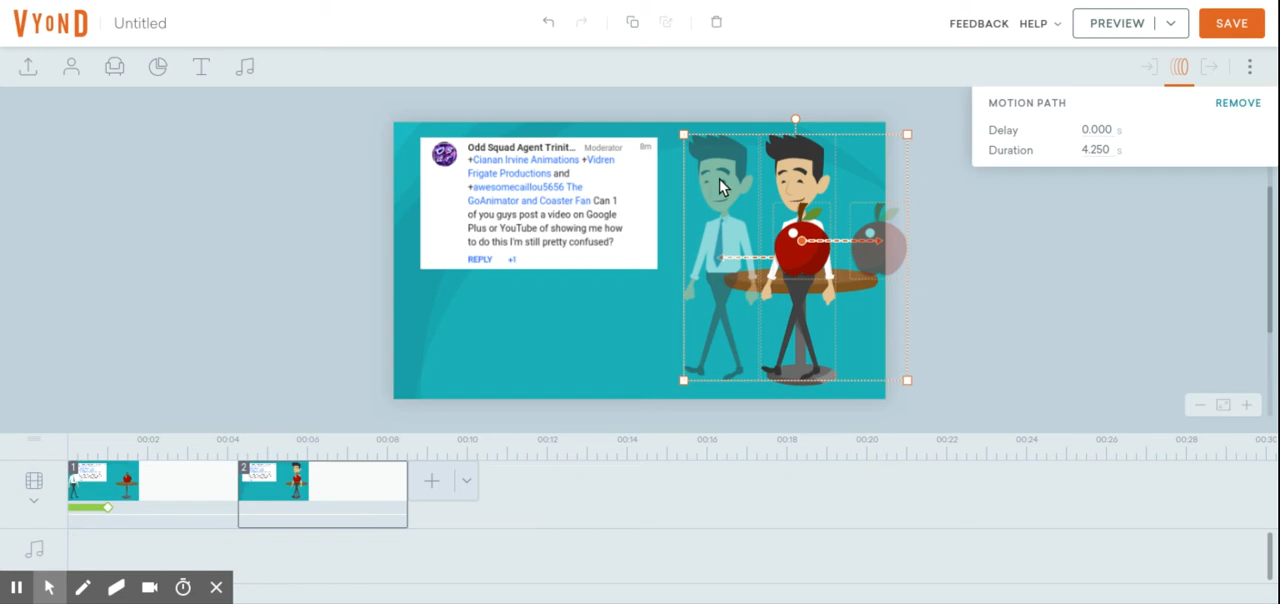 VYOND
Untitled
FEEDBACK
HELP
PREVIEW
SAVE
MOTION PATH
REMOVE
Delay
0.000 s
Duration
4.250 s
Odd Squad Agent Trinit...
Moderator
8m
+Cianan Irvine Animations +Vidren
Frigate Productions and
+awesomecaillou5656 The
GoAnimator and Coaster Fan Can 1
of you guys post a video on Google
Plus or YouTube of showing me how
to do this I'm still pretty confused?
REPLY +1
00:02 00:04 00:06 00:08 00:10 00:12 00:14 00:16 00:18 00:20 00:22 00:24 00:26 00:28 00:30
1
2